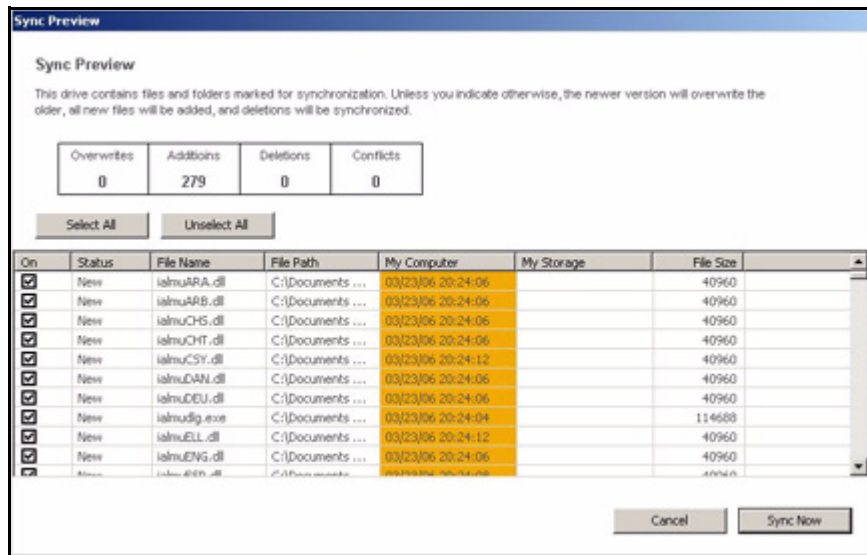 Sync Preview
Sync Preview
This drive contains files and folders marked for synchronization. Unless you indicate otherwise, the newer version will overwrite the
older, all new files will be added, and deletions will be synchronized.
Overwrites Additioins Deletions Conflicts
0 279 0 0
Select All Unselect All
On Status File Name File Path My Computer My Storage File Size
New ialmuARA.dll C:\Documents ... 03/23/06 20:24:06 40960
New ialmuARB.dll C:\Documents ... 03/23/06 20:24:06 40960
New ialmuCHS.dll C:\Documents ... 03/23/06 20:24:06 40960
New ialmuCHT.dll C:\Documents ... 03/23/06 20:24:06 40960
New ialmuCSY.dll C:\Documents ... 03/23/06 20:24:12 40960
New ialmuDAN.dll C:\Documents ... 03/23/06 20:24:06 40960
New ialmuDEU.dll C:\Documents ... 03/23/06 20:24:06 40960
New ialmudlg.exe C:\Documents ... 03/23/06 20:24:04 114688
New ialmuELL.dll C:\Documents ... 03/23/06 20:24:12 40960
New ialmuENG.dll C:\Documents ... 03/23/06 20:24:06 40960
Cancel Sync Now